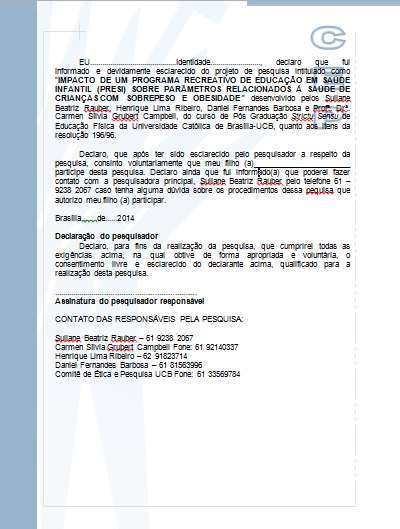 EU..........................................Identidade........................, declaro que fui
informado e devidamente esclarecido do projeto de pesquisa intitulado como
"IMPACTO DE UM PROGRAMA RECREATIVO DE EDUCAÇÃO EM SAÚDE
INFANTIL (PRESI) SOBRE PARÂMETROS RELACIONADOS À SAÚDE DE
CRIANÇAS COM SOBREPESO E OBESIDADE" desenvolvido pelos Suliane
Beatriz Rauber, Henrique Lima Ribeiro, Daniel Fernandes Barbosa e Profª. Drª.
Carmen Silvia Grubert Campbell, do curso de Pós Graduação Strictu Sensu de
Educação Física da Universidade Católica de Brasília-UCB, quanto aos itens da
resolução 196/96.
Declaro, que após ter sido esclarecido pelo pesquisador a respeito da
pesquisa, consinto voluntariamente que meu filho (a)____________________
participe desta pesquisa. Declaro ainda que fui informado(a) que poderei fazer
contato com a pesquisadora principal, Suliane Beatriz Rauber pelo telefone 61 –
9238 2067 caso tenha alguma dúvida sobre os procedimentos dessa pesquisa que
autorizo meu filho (a) participar.
Brasília,.......de......2014
Declaração do pesquisador
Declaro, para fins da realização da pesquisa, que cumprirei todas as
exigências acima, na qual obtive de forma apropriada e voluntária, o
consentimento livre e esclarecido do declarante acima, qualificado para a
realização desta pesquisa.
..........................................................
Assinatura do pesquisador responsável
CONTATO DAS RESPONSÁVEIS PELA PESQUISA:
Suliane Beatriz Rauber – 61 9238 2067
Carmen Silvia Grubert Campbell Fone: 61 92140337
Henrique Lima Ribeiro – 62 91823714
Daniel Fernandes Barbosa – 61 81563996
Comitê de Ética e Pesquisa UCB Fone: 61 33569784